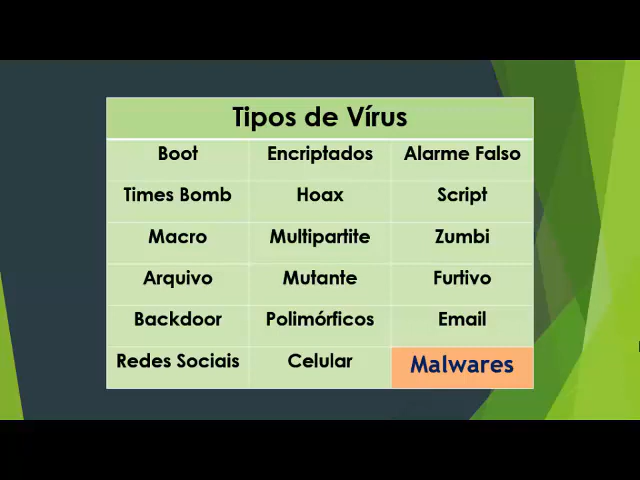 Tipos de Vírus
Boot Encriptados Alarme Falso
Times Bomb Hoax Script
Macro Multipartite Zumbi
Arquivo Mutante Furtivo
Backdoor Polimórficos Email
Redes Sociais Celular Malwares